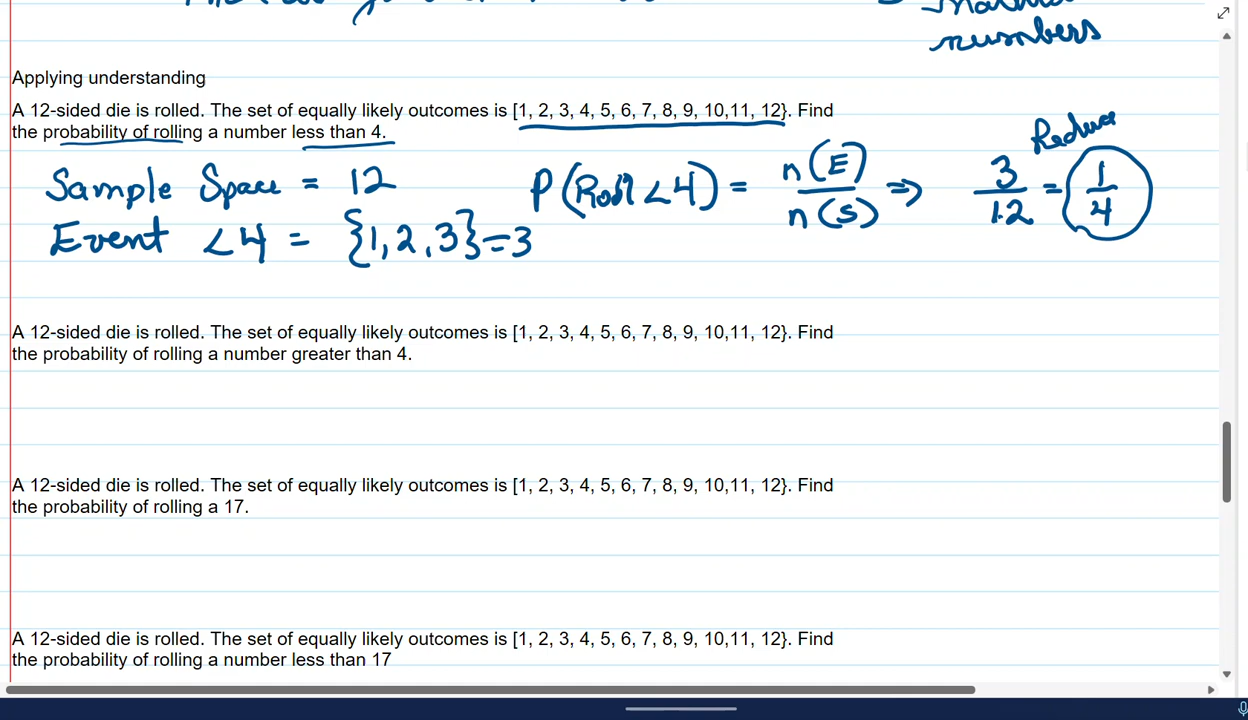 numbers
Applying understanding
A 12-sided die is rolled. The set of equally likely outcomes is [1, 2, 3, 4, 5, 6, 7, 8, 9, 10,11, 12}. Find
the probability of rolling a number less than 4.
Reduce
Sample Space = 12 P(Roll <4) = n(E)/n(S) => 3/12 = 1/4
Event <4 = {1,2,3}=3
A 12-sided die is rolled. The set of equally likely outcomes is [1, 2, 3, 4, 5, 6, 7, 8, 9, 10,11, 12}. Find
the probability of rolling a number greater than 4.
A 12-sided die is rolled. The set of equally likely outcomes is [1, 2, 3, 4, 5, 6, 7, 8, 9, 10,11, 12}. Find
the probability of rolling a 17.
A 12-sided die is rolled. The set of equally likely outcomes is [1, 2, 3, 4, 5, 6, 7, 8, 9, 10,11, 12}. Find
the probability of rolling a number less than 17